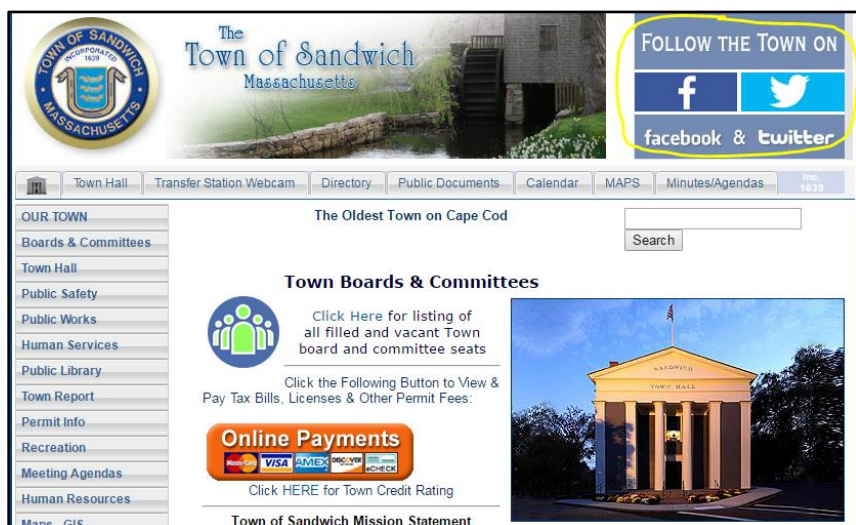 TOWN OF SANDWICH
INCORPORATED
1639
MASSACHUSETTS
The
Town of Sandwich
Massachusetts
FOLLOW THE TOWN ON
f
facebook & twitter
Town Hall
Transfer Station Webcam
Directory
Public Documents
Calendar
MAPS
Minutes/Agendas
Inc.
1639
OUR TOWN
Boards & Committees
Town Hall
Public Safety
Public Works
Human Services
Public Library
Town Report
Permit Info
Recreation
Meeting Agendas
Human Resources
Maps - GIS
The Oldest Town on Cape Cod
Search
Town Boards & Committees
Click Here for listing of
all filled and vacant Town
board and committee seats
Click the Following Button to View &
Pay Tax Bills, Licenses & Other Permit Fees:
Online Payments
MasterCard VISA AMEX DISCOVER eCHECK
Click HERE for Town Credit Rating
Town of Sandwich Mission Statement
SANDWICH
TOWN HALL